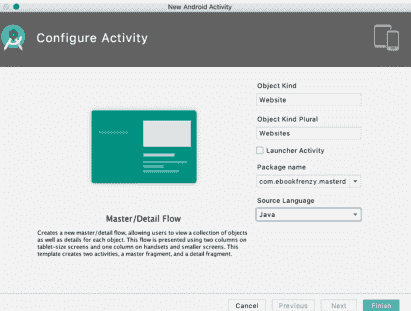 New Android Activity
Configure Activity
Object Kind
Website
Object Kind Plural
Websites
Launcher Activity
Package name
com.ebookfrenzy.masterd
Source Language
Java
Master/Detail Flow
Creates a new master/detail flow, allowing users to view a collection of objects
as well as details for each object. This flow is presented using two columns on
tablet-size screens and one column on handsets and smaller screens. This
template creates two activities, a master fragment, and a detail fragment.
Cancel
Previous
Next
Finish